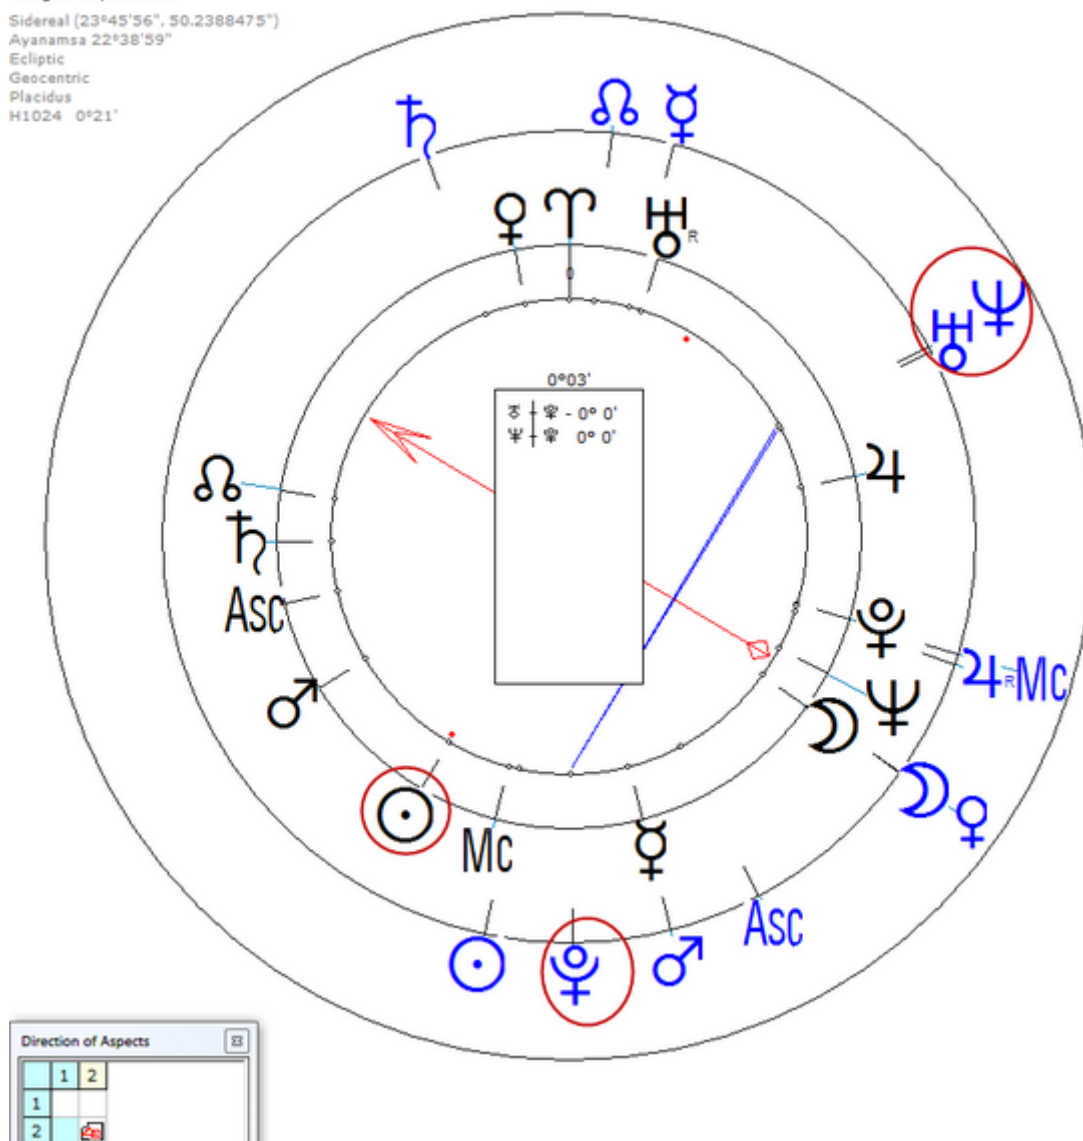 Sidereal (23°45'56", 50.2388475°)
Ayanamsa 22°38'59"
Ecliptic
Geocentric
Placidus
H1024 0°21'
☊ ☿
♄
♀ ♈ ♅ R
0
♅ ♆
0°03'
- 0° 0'
0° 0'
♃
☊
♄
Asc
♇
♃ R Mc
♂
☽ ♆
☉
☽ ♀
Mc
☿
Asc
☉ ♇ ♂
Direction of Aspects
1 2
1
2